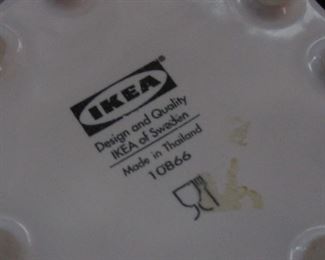 IKEA®
Design and Quality
IKEA of Sweden
Made in Thailand
10866